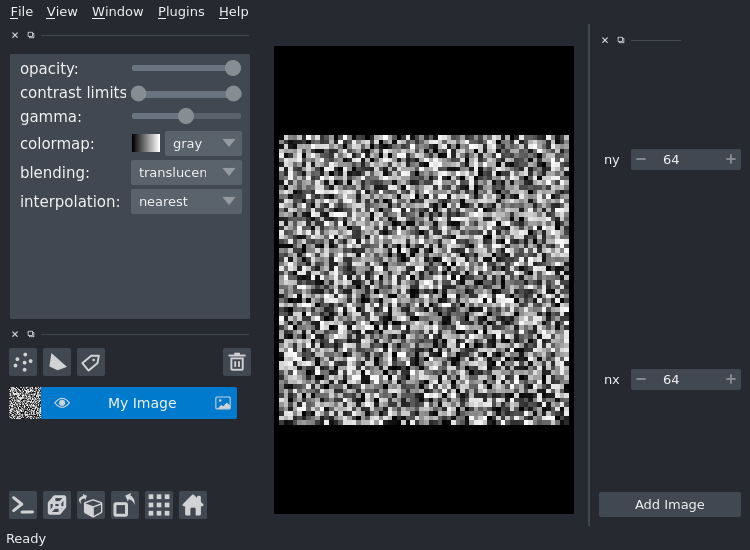 File View Window Plugins Help
opacity:
contrast limits
gamma:
colormap: gray
blending: translucen
interpolation: nearest
My Image
ny 64
nx 64
Add Image
Ready